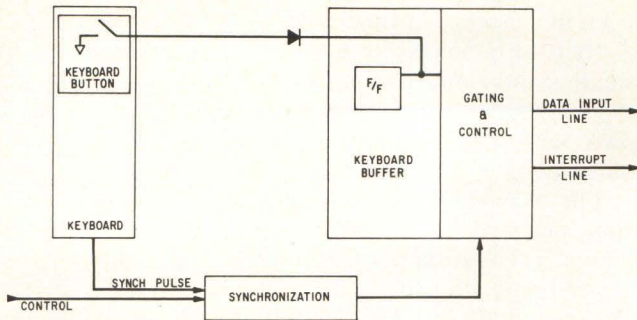 KEYBOARD
BUTTON
KEYBOARD
F/F
KEYBOARD
BUFFER
GATING
&
CONTROL
DATA INPUT
LINE
INTERRUPT
LINE
SYNCH PULSE
CONTROL
SYNCHRONIZATION